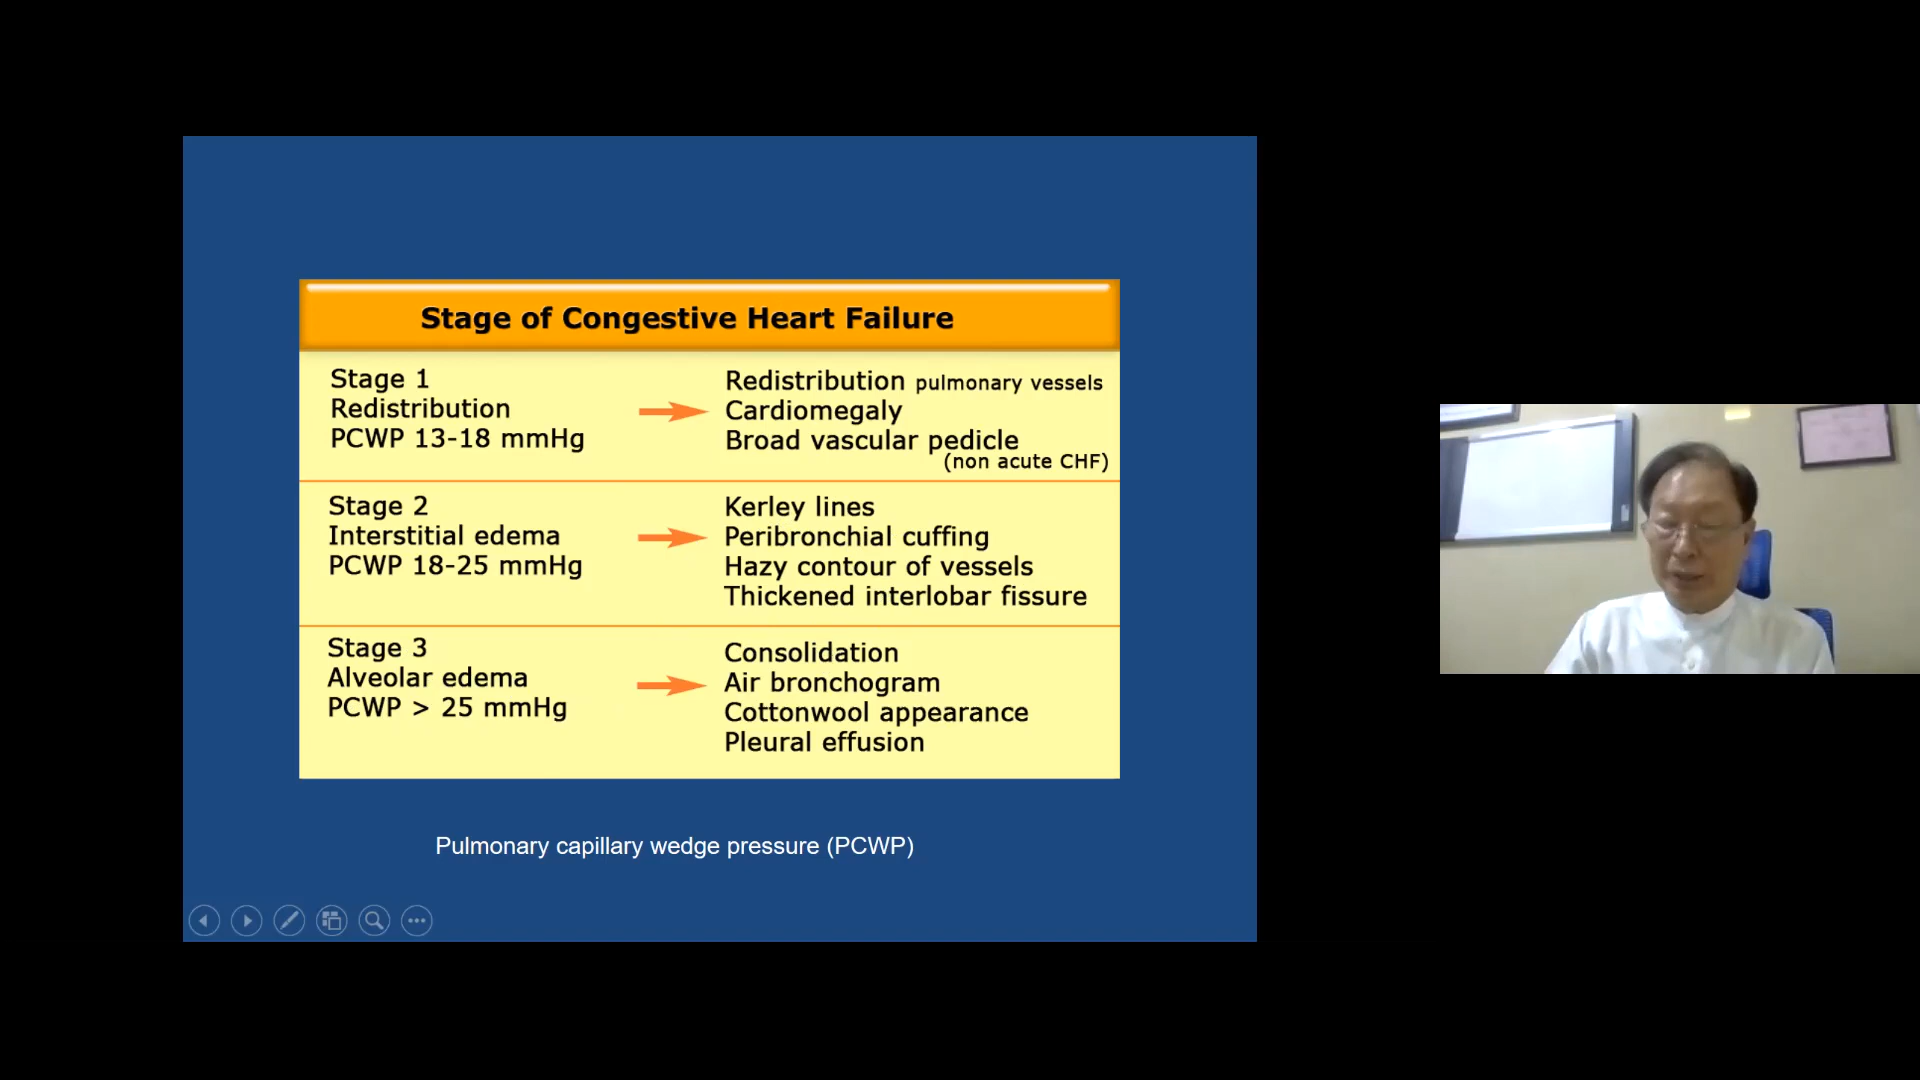 Stage of Congestive Heart Failure
Stage 1
Redistribution
PCWP 13-18 mmHg
Redistribution pulmonary vessels
Cardiomegaly
Broad vascular pedicle
(non acute CHF)
Stage 2
Interstitial edema
PCWP 18-25 mmHg
Kerley lines
Peribronchial cuffing
Hazy contour of vessels
Thickened interlobar fissure
Stage 3
Alveolar edema
PCWP > 25 mmHg
Consolidation
Air bronchogram
Cottonwool appearance
Pleural effusion
Pulmonary capillary wedge pressure (PCWP)